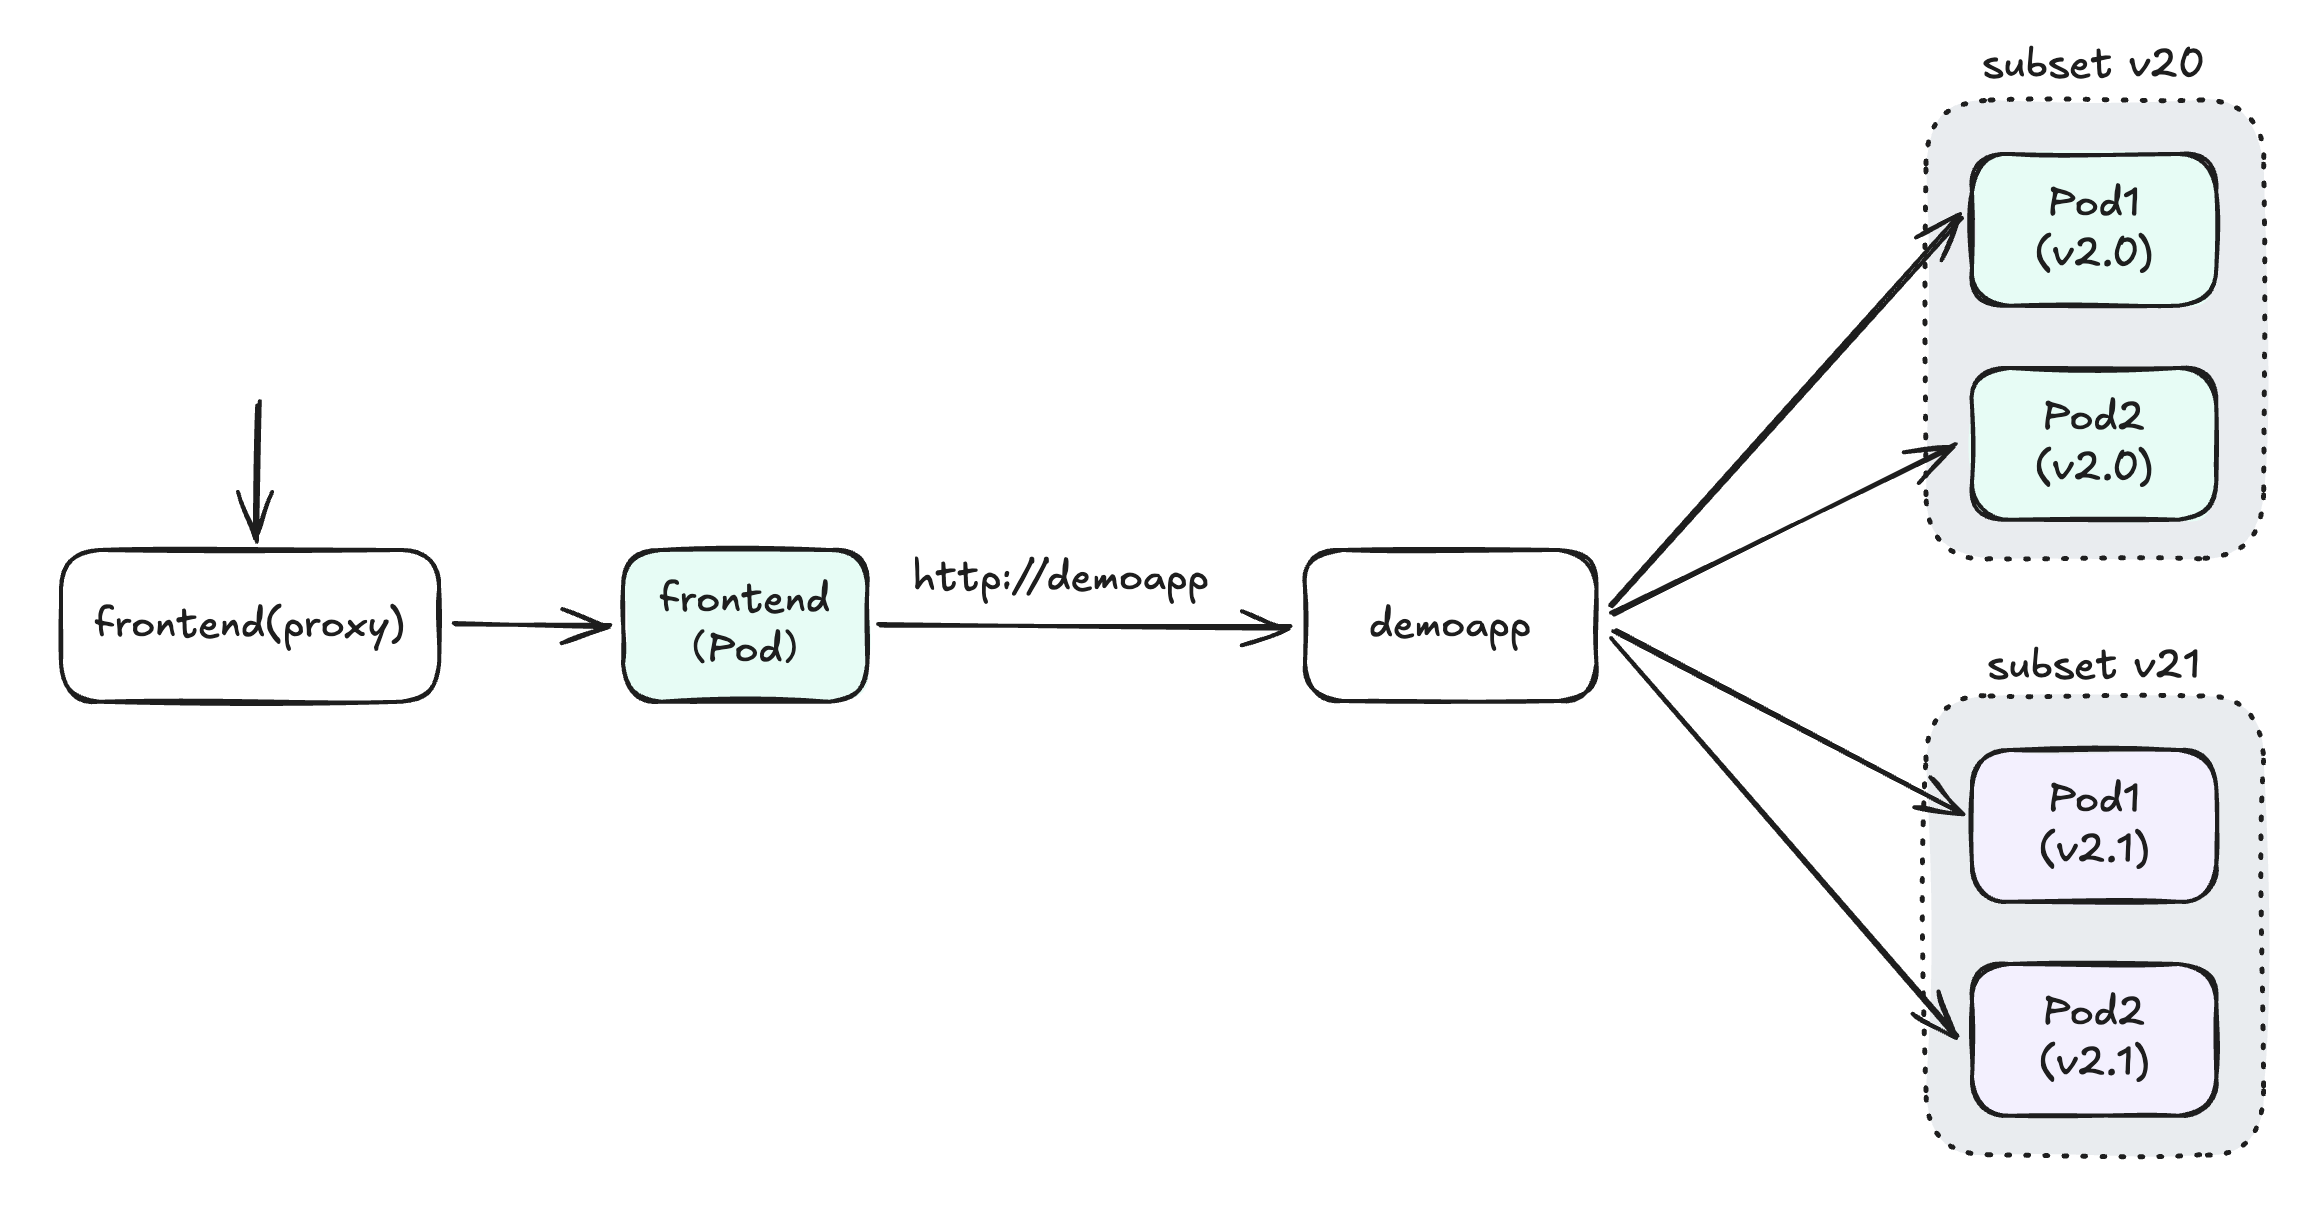 subset v20
Pod1
(v2.0)
Pod2
(v2.0)
frontend(proxy)
frontend
(Pod)
http://demoapp
demoapp
subset v21
Pod1
(v2.1)
Pod2
(v2.1)